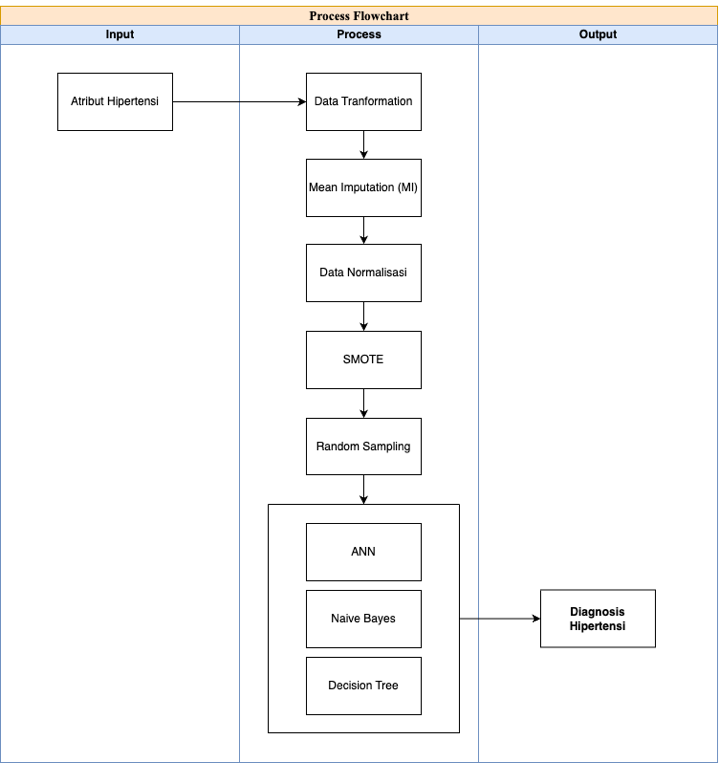 Process Flowchart
Input
Process
Output
Atribut Hipertensi
Data Tranformation
Mean Imputation (MI)
Data Normalisasi
SMOTE
Random Sampling
ANN
Naive Bayes
Decision Tree
Diagnosis
Hipertensi